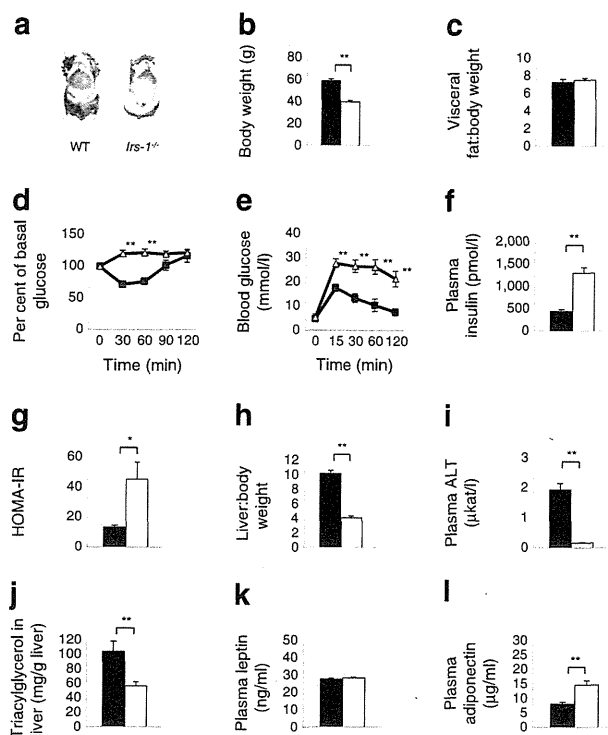 a
WT Irs-1-/-
b
Body weight (g)
80
60
40
20
0
**
c
Visceral fat:body weight
10
8
6
4
2
0
d
Per cent of basal glucose
150
100
50
0
** **
0 30 60 90 120
Time (min)
e
Blood glucose (mmol/l)
40
30
20
10
0
** ** ** **
0 15 30 60 120
Time (min)
f
Plasma insulin (pmol/l)
2,000
1,500
1,000
500
0
**
g
HOMA-IR
60
40
20
0
*
h
Liver:body weight
12
10
8
6
4
2
0
**
i
Plasma ALT (µkat/l)
3
2
1
0
**
j
Triacylglycerol in liver (mg/g liver)
120
100
80
60
40
20
0
**
k
Plasma leptin (ng/ml)
50
40
30
20
10
0
l
Plasma adiponectin (µg/ml)
30
25
20
15
10
5
0
**